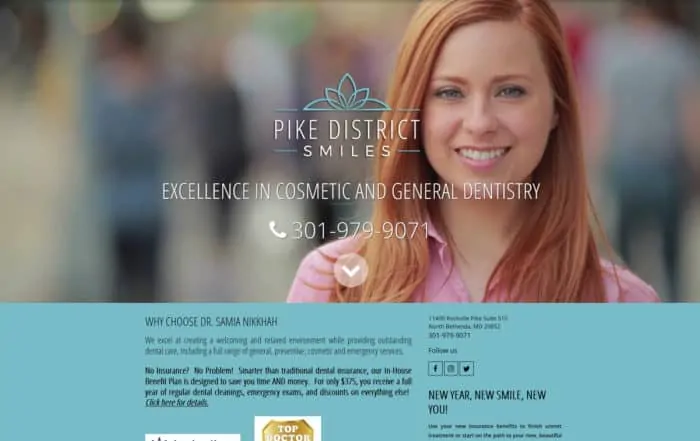 PIKE DISTRICT
SMILES
EXCELLENCE IN COSMETIC AND GENERAL DENTISTRY
301-979-9071
WHY CHOOSE DR. SAMIA NIKKHAH
We excel at creating a welcoming and relaxed environment while providing outstanding
dental care, including a full range of general, preventive, cosmetic and emergency services.
No Insurance? No Problem! Smarter than traditional dental insurance, our In-House
Benefit Plan is designed to save you time AND money. For only $375, you receive a full
year of regular dental cleanings, emergency exams, and discounts on everything else!
Click here for details.
TOP
DOCTOR
11400 Rockville Pike Suite 510
North Bethesda, MD 20852
301-979-9071
Follow us
NEW YEAR, NEW SMILE, NEW
YOU!
Use your new insurance benefits to finish unmet
treatment or start on the path to your new, beautiful